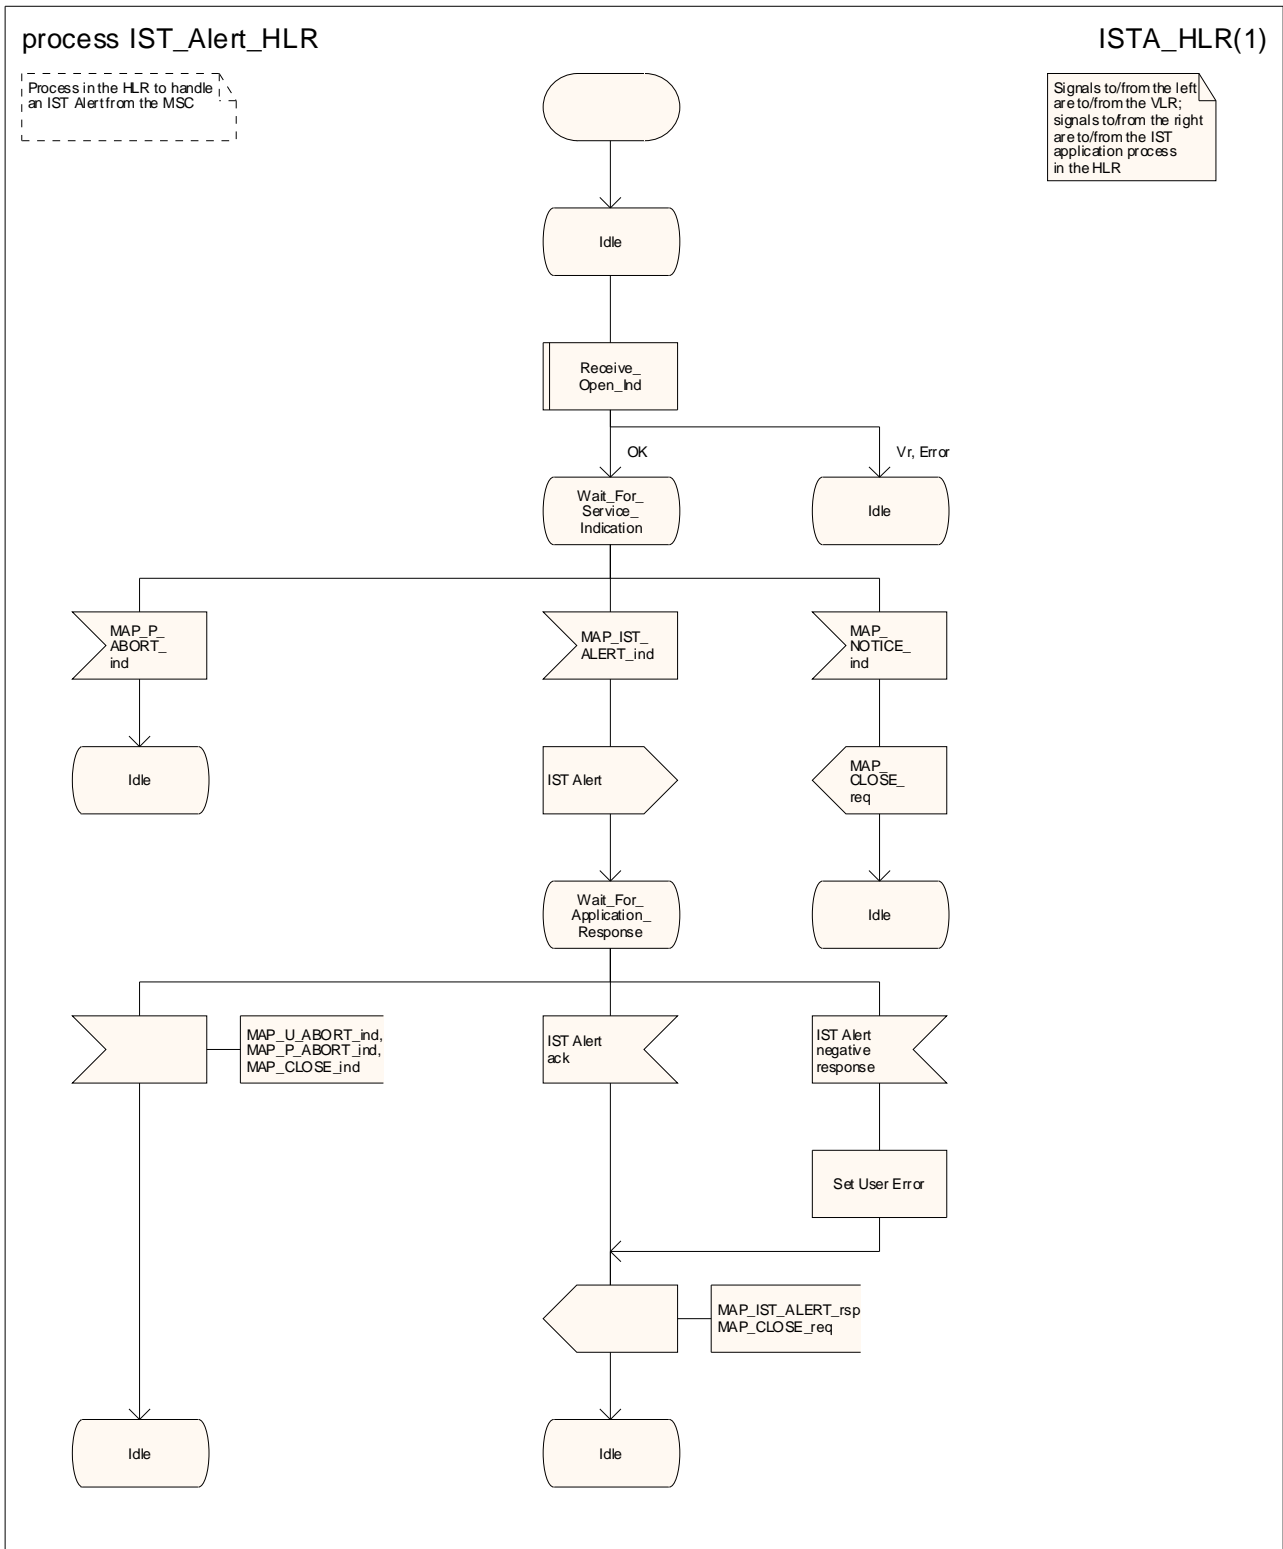 process IST_Alert_HLR
ISTA_HLR(1)
Process in the HLR to handle
an IST Alert from the MSC
Signals to/from the left
are to/from the VLR;
signals to/from the right
are to/from the IST
application process
in the HLR
Idle
Receive_
Open_Ind
OK
Vr, Error
Wait_For_
Service_
Indication
Idle
MAP_P_
ABORT_
ind
MAP_IST_
ALERT_ind
MAP_
NOTICE_
ind
Idle
IST Alert
MAP_
CLOSE_
req
Wait_For_
Application_
Response
Idle
MAP_U_ABORT_ind,
MAP_P_ABORT_ind,
MAP_CLOSE_ind
IST Alert
ack
IST Alert
negative
response
Set User Error
MAP_IST_ALERT_rsp
MAP_CLOSE_req
Idle
Idle